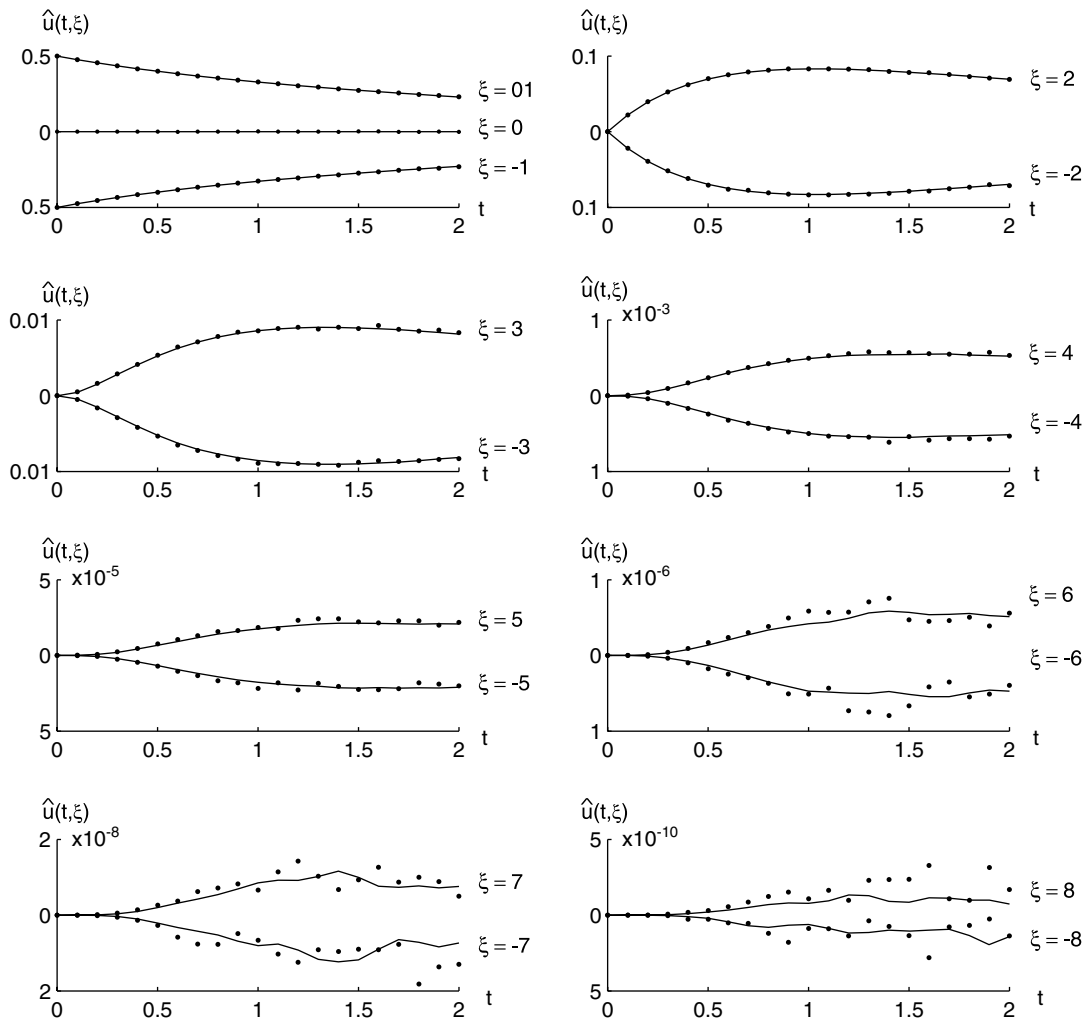 û(t,ξ)
0.5
0
0.5
0 0.5 1 1.5 2
t
ξ = 01
ξ = 0
ξ = -1
û(t,ξ)
0.1
0
0.1
0 0.5 1 1.5 2
t
ξ = 2
ξ = -2
û(t,ξ)
0.01
0
0.01
0 0.5 1 1.5 2
t
ξ = 3
ξ = -3
û(t,ξ)
1 x10⁻³
0
1
0 0.5 1 1.5 2
t
ξ = 4
ξ = -4
û(t,ξ)
5 x10⁻⁵
0
5
0 0.5 1 1.5 2
t
ξ = 5
ξ = -5
û(t,ξ)
1 x10⁻⁶
0
1
0 0.5 1 1.5 2
t
ξ = 6
ξ = -6
û(t,ξ)
2 x10⁻⁸
0
2
0 0.5 1 1.5 2
t
ξ = 7
ξ = -7
û(t,ξ)
5 x10⁻¹⁰
0
5
0 0.5 1 1.5 2
t
ξ = 8
ξ = -8